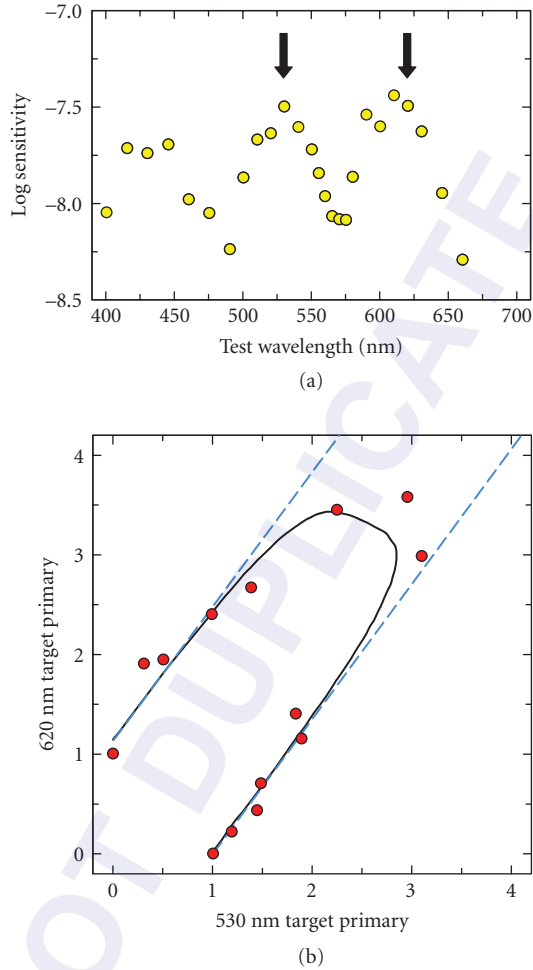 −7.0
−7.5
−8.0
−8.5
Log sensitivity
400 450 500 550 600 650 700
Test wavelength (nm)
(a)
4
3
2
1
0
620 nm target primary
0 1 2 3 4
530 nm target primary
(b)
OT DUPLICATE